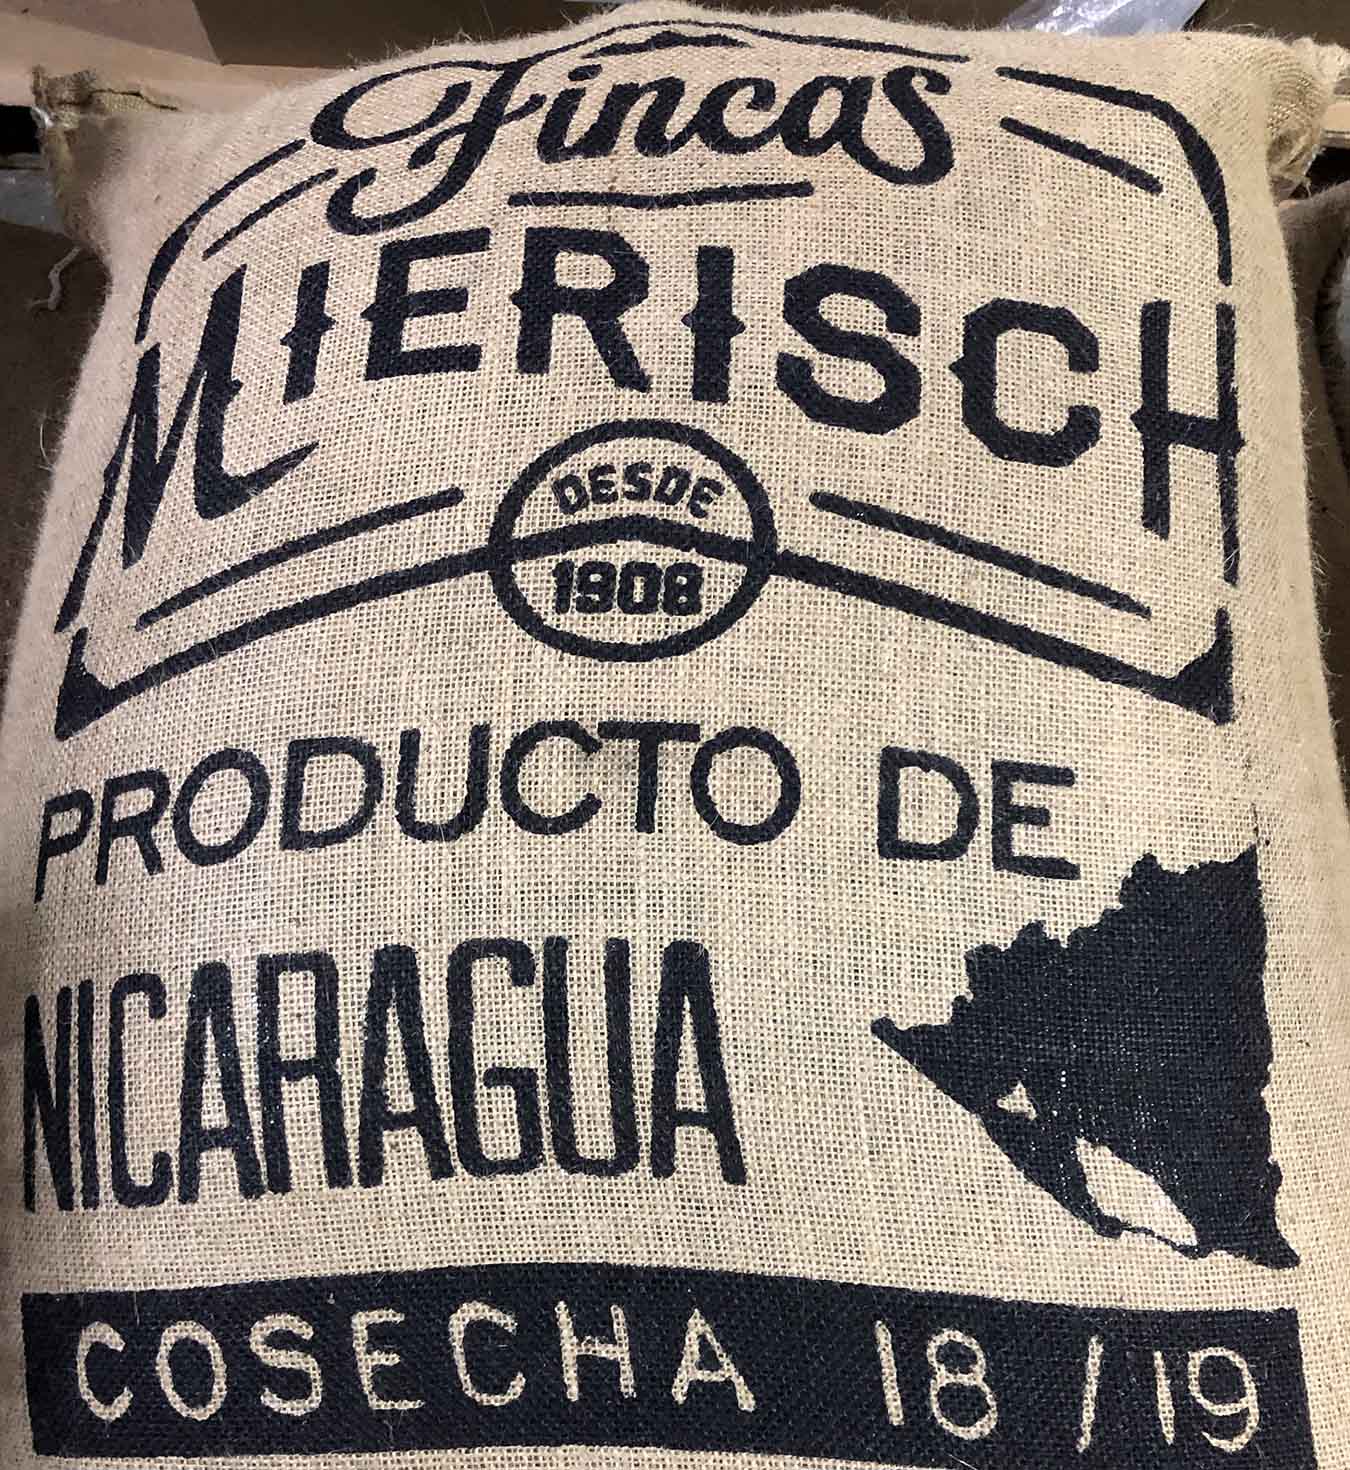 Fincas
MIERISCH
DESDE
1908
PRODUCTO DE
NICARAGUA
COSECHA 18/19